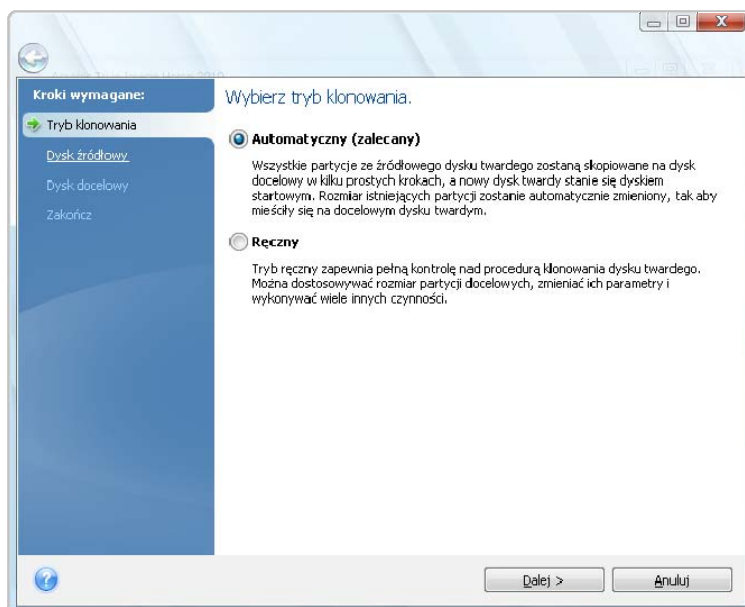 Kroki wymagane:
Tryb klonowania
Dysk źródłowy
Dysk docelowy
Zakończ
Wybierz tryb klonowania.
Automatyczny (zalecany)
Wszystkie partycje ze źródłowego dysku twardego zostaną skopiowane na dysk
docelowy w kilku prostych krokach, a nowy dysk twardy stanie się dyskiem
startowym. Rozmiar istniejących partycji zostanie automatycznie zmieniony, tak aby
mieściły się na docelowym dysku twardym.
Ręczny
Tryb ręczny zapewnia pełną kontrolę nad procedurą klonowania dysku twardego.
Można dostosowywać rozmiar partycji docelowych, zmieniać ich parametry i
wykonywać wiele innych czynności.
Dalej >
Anuluj